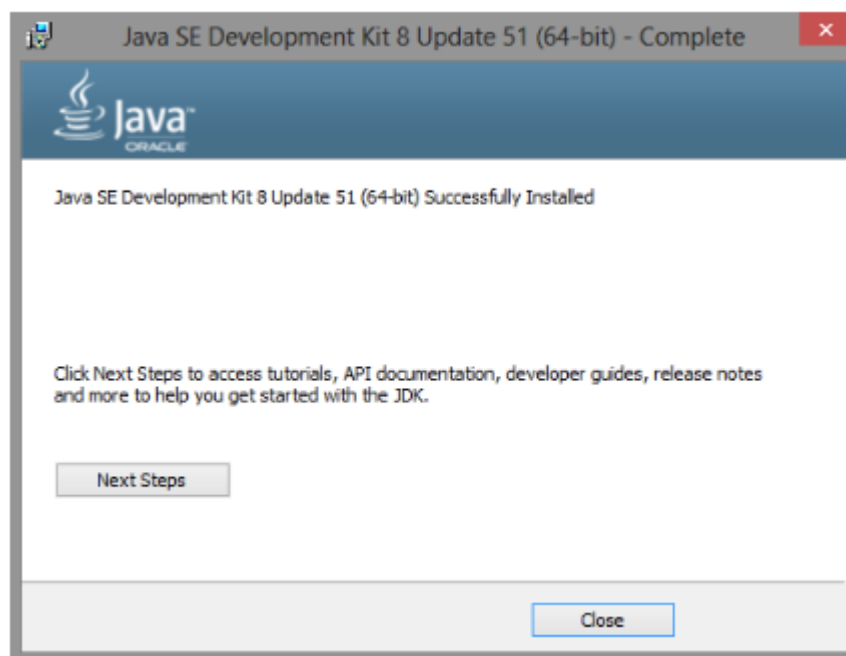 Java SE Development Kit 8 Update 51 (64-bit) - Complete
Java™
ORACLE
Java SE Development Kit 8 Update 51 (64-bit) Successfully Installed
Click Next Steps to access tutorials, API documentation, developer guides, release notes
and more to help you get started with the JDK.
Next Steps
Close